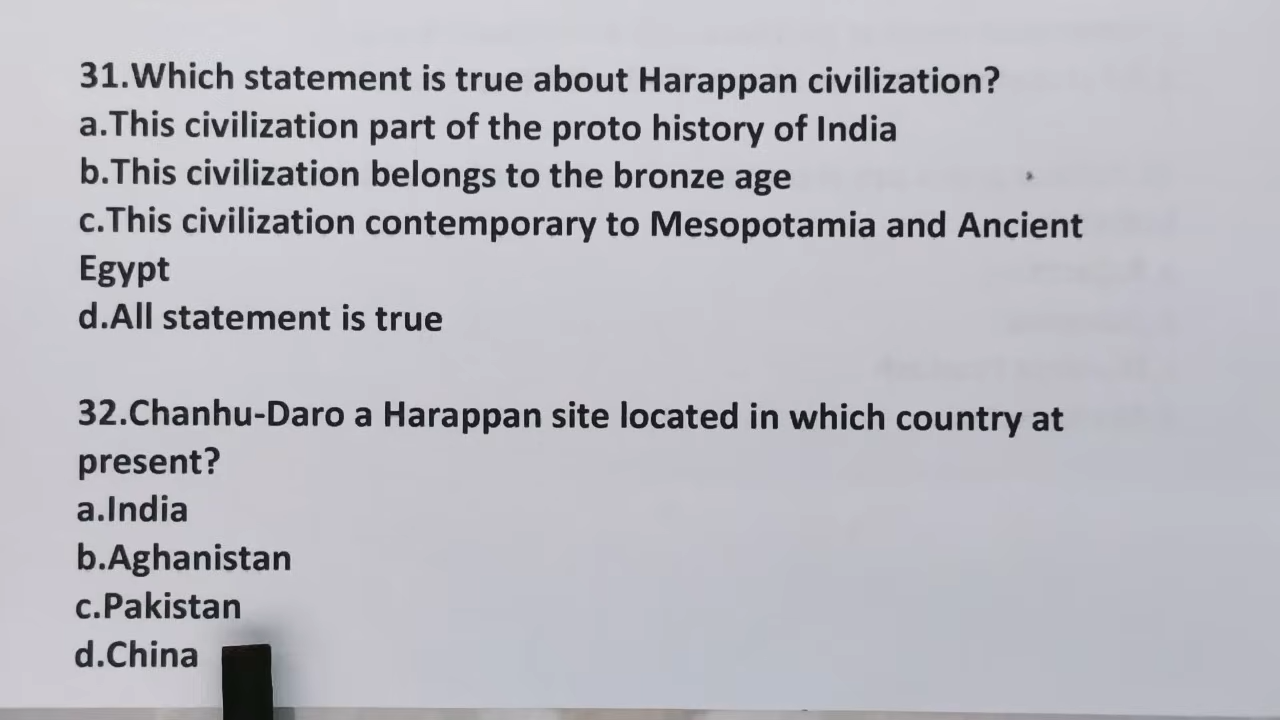 31.Which statement is true about Harappan civilization?
a.This civilization part of the proto history of India
b.This civilization belongs to the bronze age
c.This civilization contemporary to Mesopotamia and Ancient
Egypt
d.All statement is true
32.Chanhu-Daro a Harappan site located in which country at
present?
a.India
b.Aghanistan
c.Pakistan
d.China